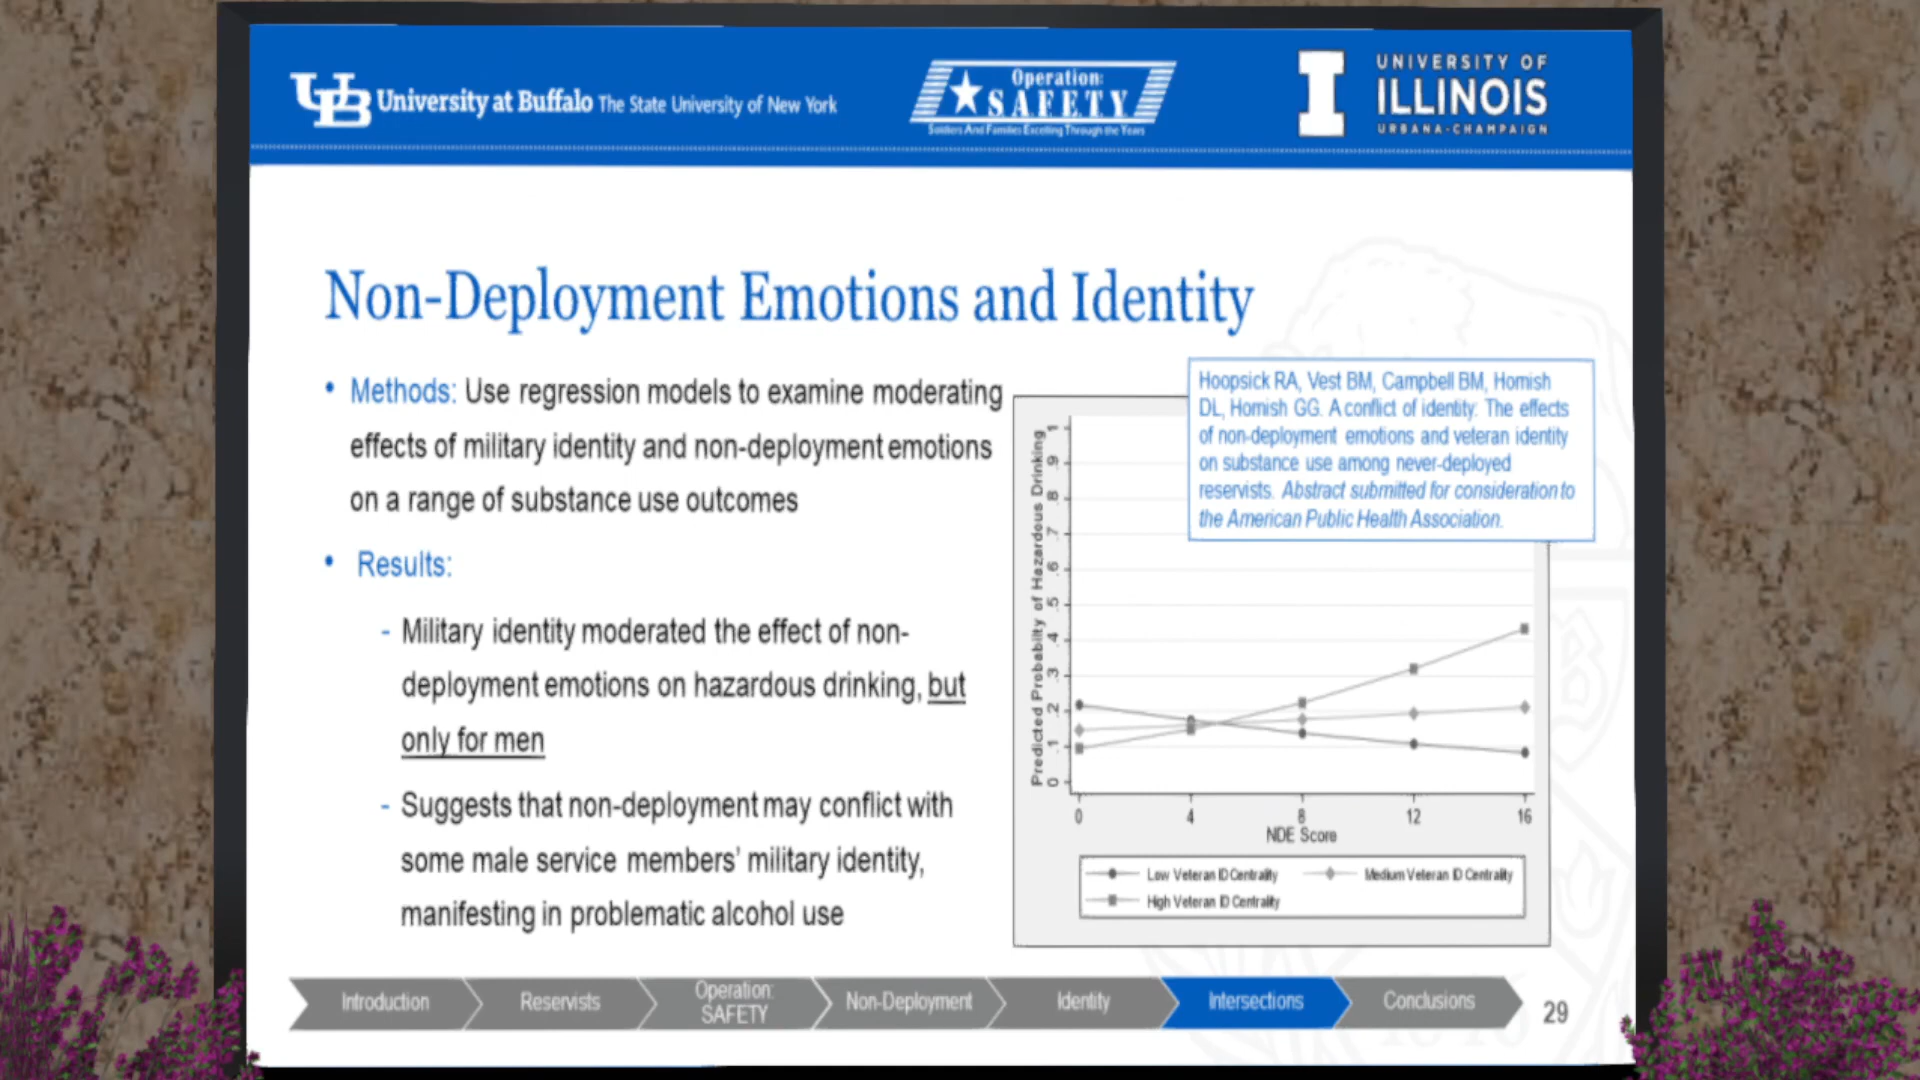 UB University at Buffalo The State University of New York
Operation:
SAFETY
Soldiers And Families Excelling Through the Years
I UNIVERSITY OF
ILLINOIS
URBANA-CHAMPAIGN
Non-Deployment Emotions and Identity
• Methods: Use regression models to examine moderating
effects of military identity and non-deployment emotions
on a range of substance use outcomes
• Results:
- Military identity moderated the effect of non-
deployment emotions on hazardous drinking, but
only for men
- Suggests that non-deployment may conflict with
some male service members’ military identity,
manifesting in problematic alcohol use
Hoopsick RA, Vest BM, Campbell BM, Homish
DL, Homish GG. A conflict of identity: The effects
of non-deployment emotions and veteran identity
on substance use among never-deployed
reservists. Abstract submitted for consideration to
the American Public Health Association.
Predicted Probability of Hazardous Drinking
1
.9
.8
.7
.6
.5
.4
.3
.2
.1
0
0 4 8 12 16
NDE Score
Low Veteran ID Centrality Medium Veteran ID Centrality
High Veteran ID Centrality
Introduction Reservists Operation: SAFETY Non-Deployment Identity Intersections Conclusions 29